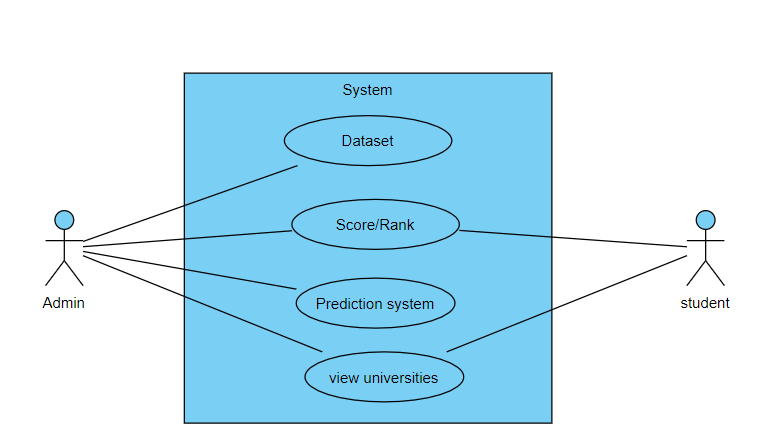 System
Dataset
Score/Rank
Prediction system
view universities
Admin
student